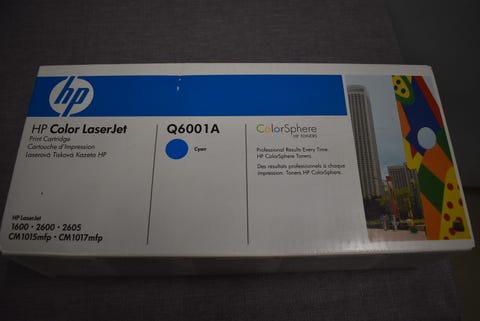 hp
HP Color LaserJet
Print Cartridge
Cartouche d'Impression
Laserová Tisková Kazeta HP
HP LaserJet
1600 • 2600 • 2605
CM1015mfp • CM1017mfp
Q6001A
Cyan
ColorSphere
HP TONERS
Professional Results Every Time.
HP ColorSphere Toners.
Des resultats professionnels à chaque
impression. Toners HP ColorSphere.